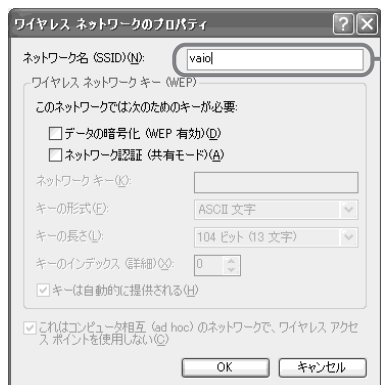 ワイヤレス ネットワークのプロパティ
ネットワーク名 (SSID)(N):
vaio
ワイヤレス ネットワーク キー (WEP)
このネットワークでは次のためのキーが必要:
データの暗号化 (WEP 有効)(D)
ネットワーク認証 (共有モード)(A)
ネットワーク キー(K):
キーの形式(F):
ASCII 文字
キーの長さ(L):
104 ビット (13 文字)
キーのインデックス (詳細)(X):
0
キーは自動的に提供される(H)
これはコンピュータ相互 (ad hoc) のネットワークで、ワイヤレス アクセ
ス ポイントを使用しない(C)
OK
キャンセル